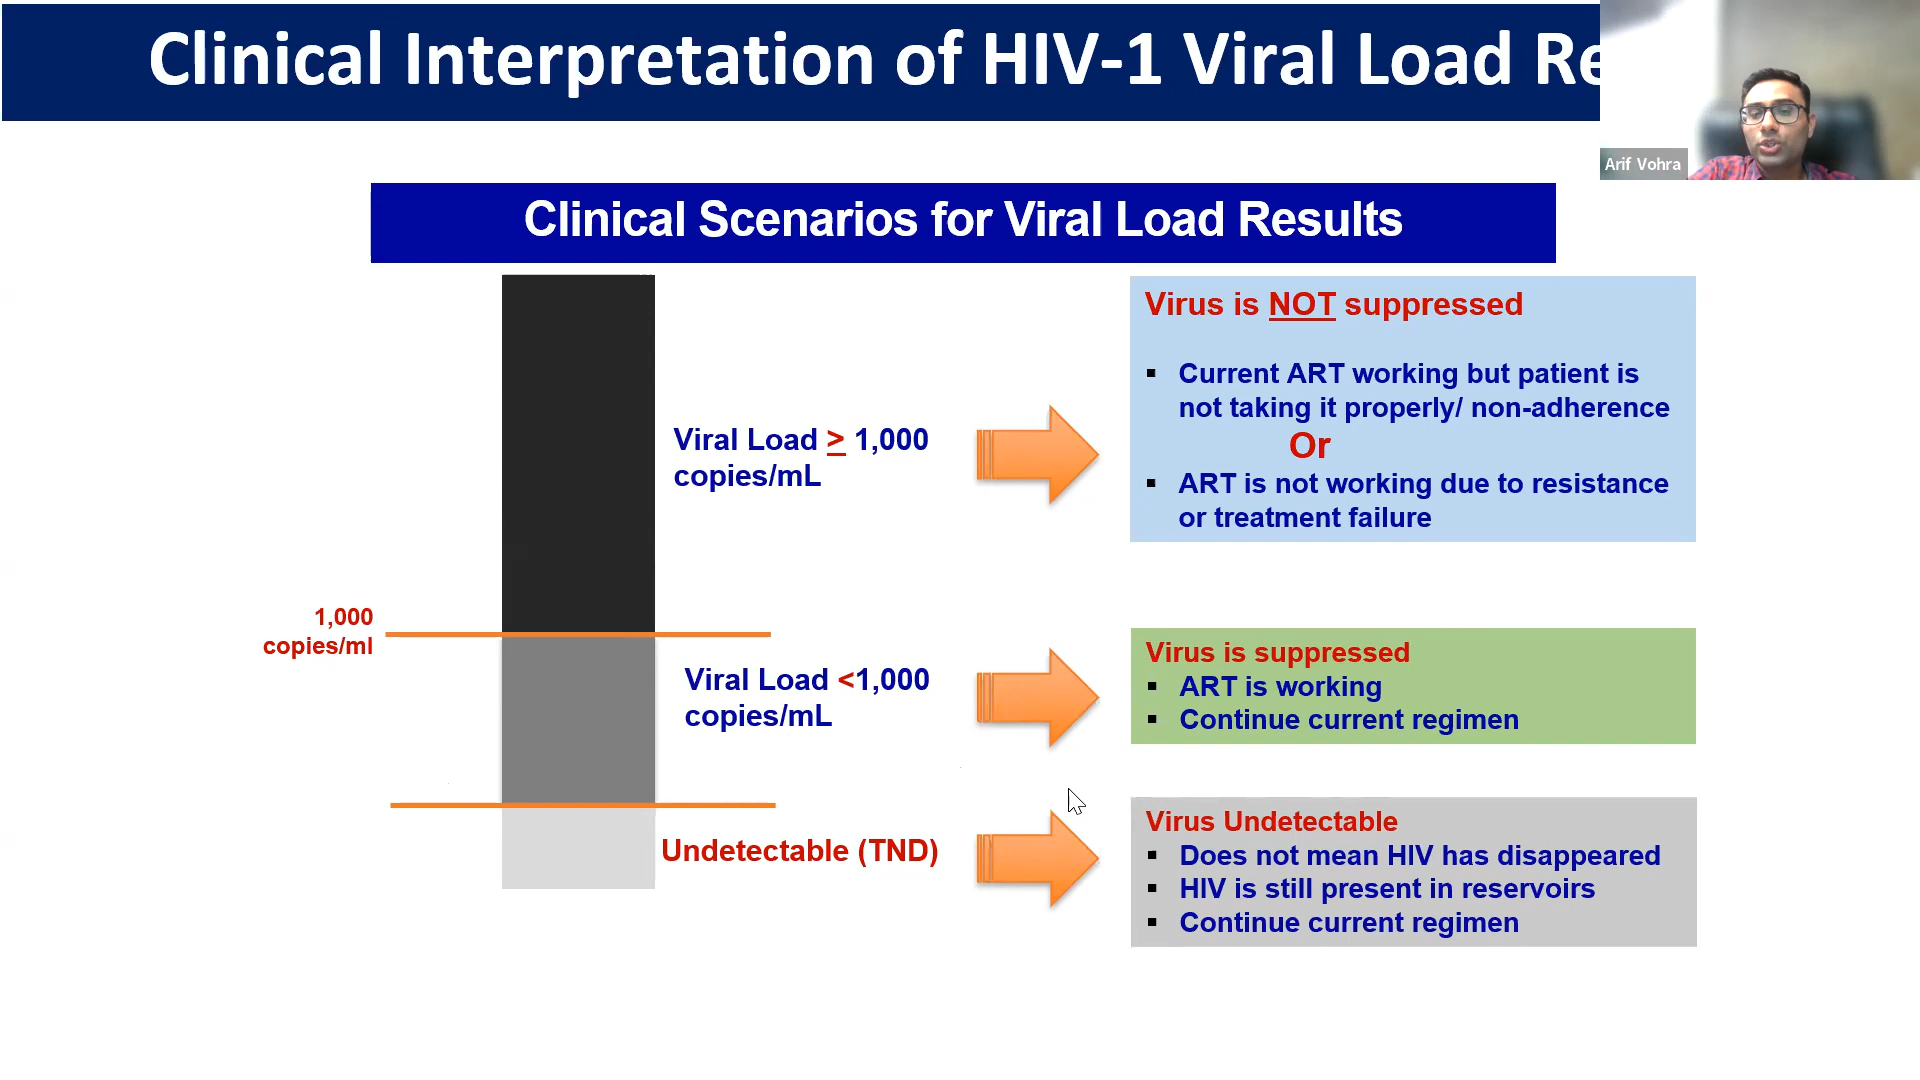 Clinical Interpretation of HIV-1 Viral Load Re
Arif Vohra
Clinical Scenarios for Viral Load Results
Virus is NOT suppressed
▪ Current ART working but patient is
not taking it properly/ non-adherence
Or
▪ ART is not working due to resistance
or treatment failure
Viral Load ≥ 1,000
copies/mL
1,000
copies/ml
Viral Load <1,000
copies/mL
Virus is suppressed
▪ ART is working
▪ Continue current regimen
Undetectable (TND)
Virus Undetectable
▪ Does not mean HIV has disappeared
▪ HIV is still present in reservoirs
▪ Continue current regimen